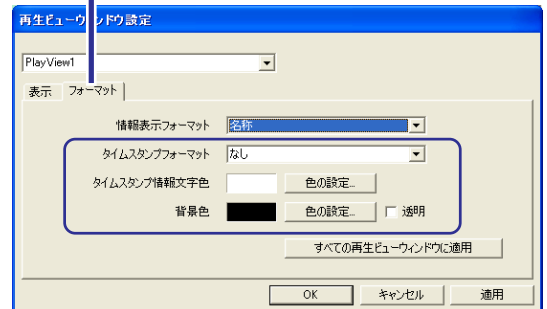 再生ビューウィンドウ設定
PlayView1
表示 フォーマット
情報表示フォーマット 名称
タイムスタンプフォーマット なし
タイムスタンプ情報文字色 色の設定...
背景色 色の設定... 透明
すべての再生ビューウィンドウに適用
OK キャンセル 適用